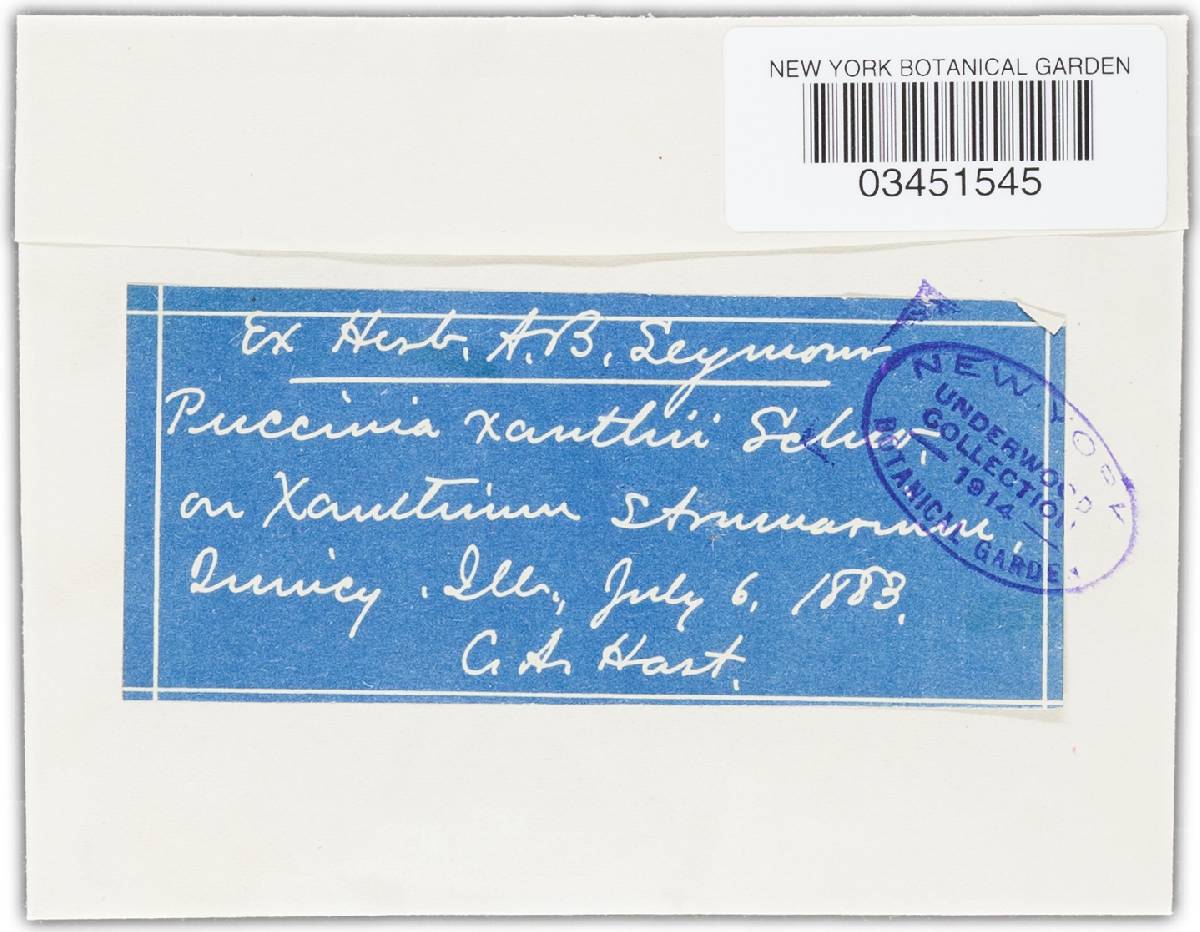 NEW YORK BOTANICAL GARDEN
03451545
Ex Herb. A.B. Seymour
Puccinia Xanthii Schw.
on Xanthium Strumarium,
Quincy, Ills., July 6, 1883.
C. A. Hart.
NEW YORK
UNDERWOOD
COLLECTION
1914
BOTANICAL GARDEN